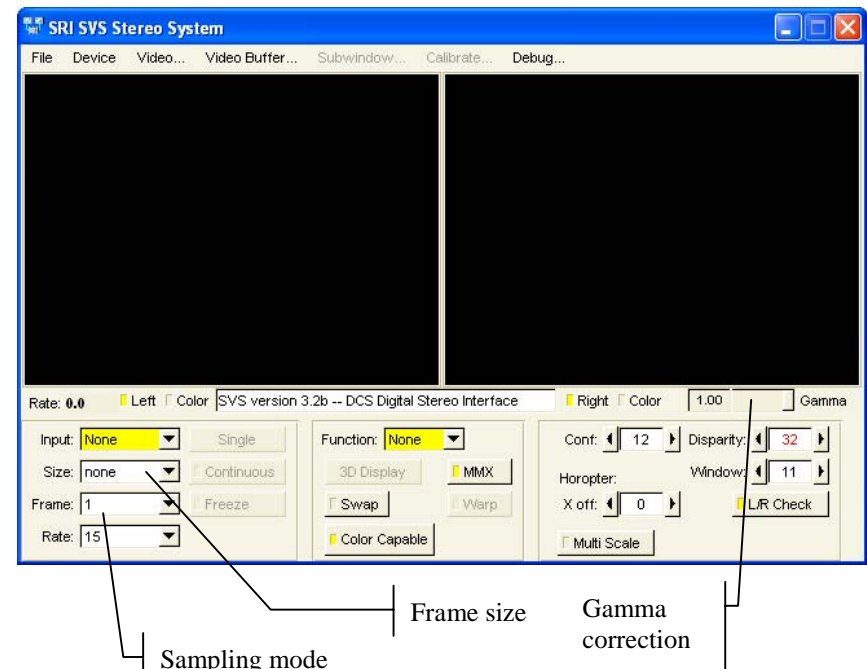 SRI SVS Stereo System
File Device Video... Video Buffer... Subwindow... Calibrate... Debug...
Rate: 0.0 Left Color SVS version 3.2b -- DCS Digital Stereo Interface Right Color 1.00 Gamma
Input: None Single Function: None Conf: 12 Disparity: 32
Size: none Continuous 3D Display MMX Horopter: Window: 11
Frame: 1 Freeze Swap Warp X off: 0 L/R Check
Rate: 15 Color Capable Multi Scale
Frame size
Gamma
correction
Sampling mode